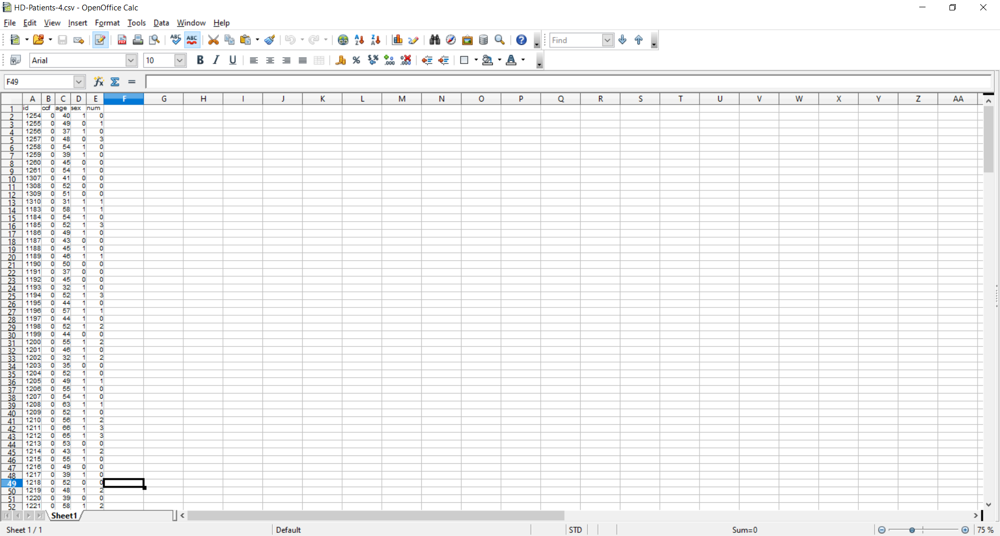 HD-Patients-4.csv - OpenOffice Calc
File Edit View Insert Format Tools Data Window Help
Find
Arial 10
F49
A B C D E F G H I J K L M N O P Q R S T U V W X Y Z AA
1 id ccf age sex num
2 1254 0 40 1 0
3 1255 0 49 0 1
4 1256 0 37 1 0
5 1257 0 48 0 3
6 1258 0 54 1 0
7 1259 0 39 1 0
8 1260 0 45 0 0
9 1261 0 54 1 0
10 1307 0 41 0 0
11 1308 0 52 0 0
12 1309 0 51 0 0
13 1310 0 31 1 1
14 1183 0 58 1 1
15 1184 0 54 1 0
16 1185 0 52 1 3
17 1186 0 49 1 0
18 1187 0 43 0 0
19 1188 0 45 1 0
20 1189 0 46 1 1
21 1190 0 50 0 0
22 1191 0 37 0 0
23 1192 0 45 0 0
24 1193 0 32 1 0
25 1194 0 52 1 3
26 1195 0 44 1 0
27 1196 0 57 1 1
28 1197 0 44 1 0
29 1198 0 52 1 2
30 1199 0 44 0 0
31 1200 0 55 1 2
32 1201 0 46 1 0
33 1202 0 32 1 2
34 1203 0 35 0 0
35 1204 0 52 1 0
36 1205 0 49 1 1
37 1206 0 55 1 0
38 1207 0 54 1 0
39 1208 0 63 1 1
40 1209 0 52 1 0
41 1210 0 56 1 2
42 1211 0 66 1 3
43 1212 0 65 1 3
44 1213 0 53 0 0
45 1214 0 43 1 2
46 1215 0 55 1 0
47 1216 0 49 0 0
48 1217 0 39 1 0
49 1218 0 52 0 0
50 1219 0 48 1 2
51 1220 0 39 0 0
52 1221 0 58 1 2
Sheet1
Sheet 1 / 1 Default STD Sum=0 75 %